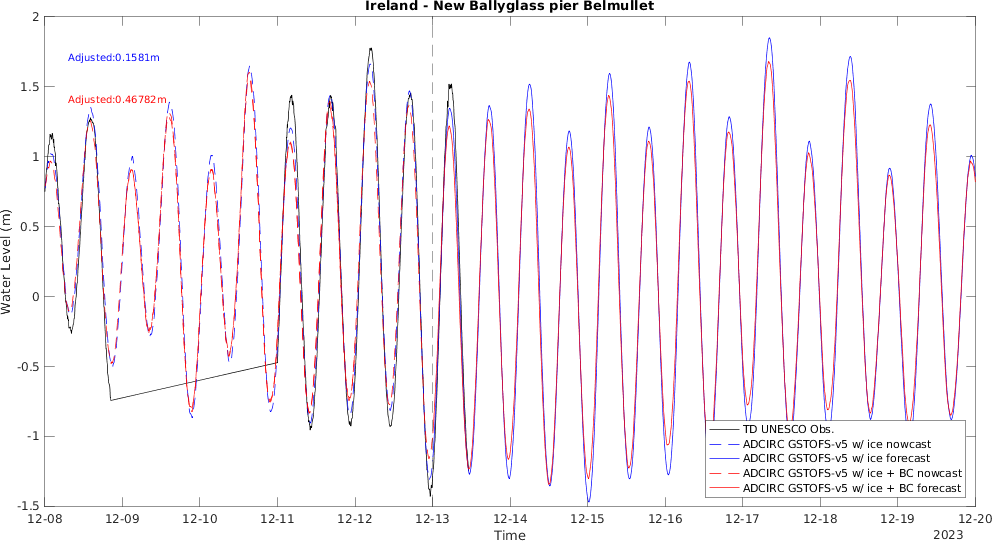 Ireland - New Ballyglass pier Belmullet
2
1.5
1
0.5
0
-0.5
-1
-1.5
Water Level (m)
Adjusted:0.1581m
Adjusted:0.46782m
TD UNESCO Obs.
ADCIRC GSTOFS-v5 w/ ice nowcast
ADCIRC GSTOFS-v5 w/ ice forecast
ADCIRC GSTOFS-v5 w/ ice + BC nowcast
ADCIRC GSTOFS-v5 w/ ice + BC forecast
12-08 12-09 12-10 12-11 12-12 12-13 12-14 12-15 12-16 12-17 12-18 12-19 12-20
Time
2023